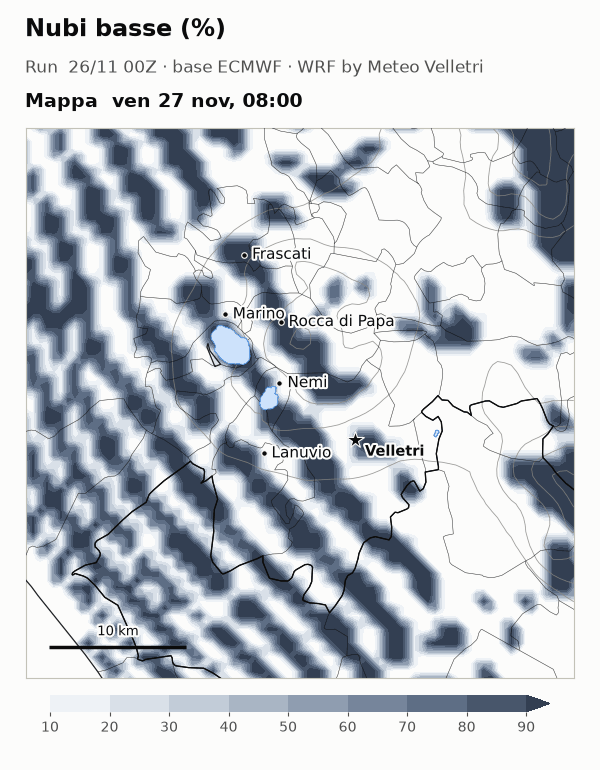 Nubi basse (%)
Run  26/11 00Z · base ECMWF · WRF by Meteo Velletri
Mappa  ven 27 nov, 08:00
Frascati
Marino
Rocca di Papa
Nemi
Velletri
Lanuvio
10 km
10 20 30 40 50 60 70 80 90